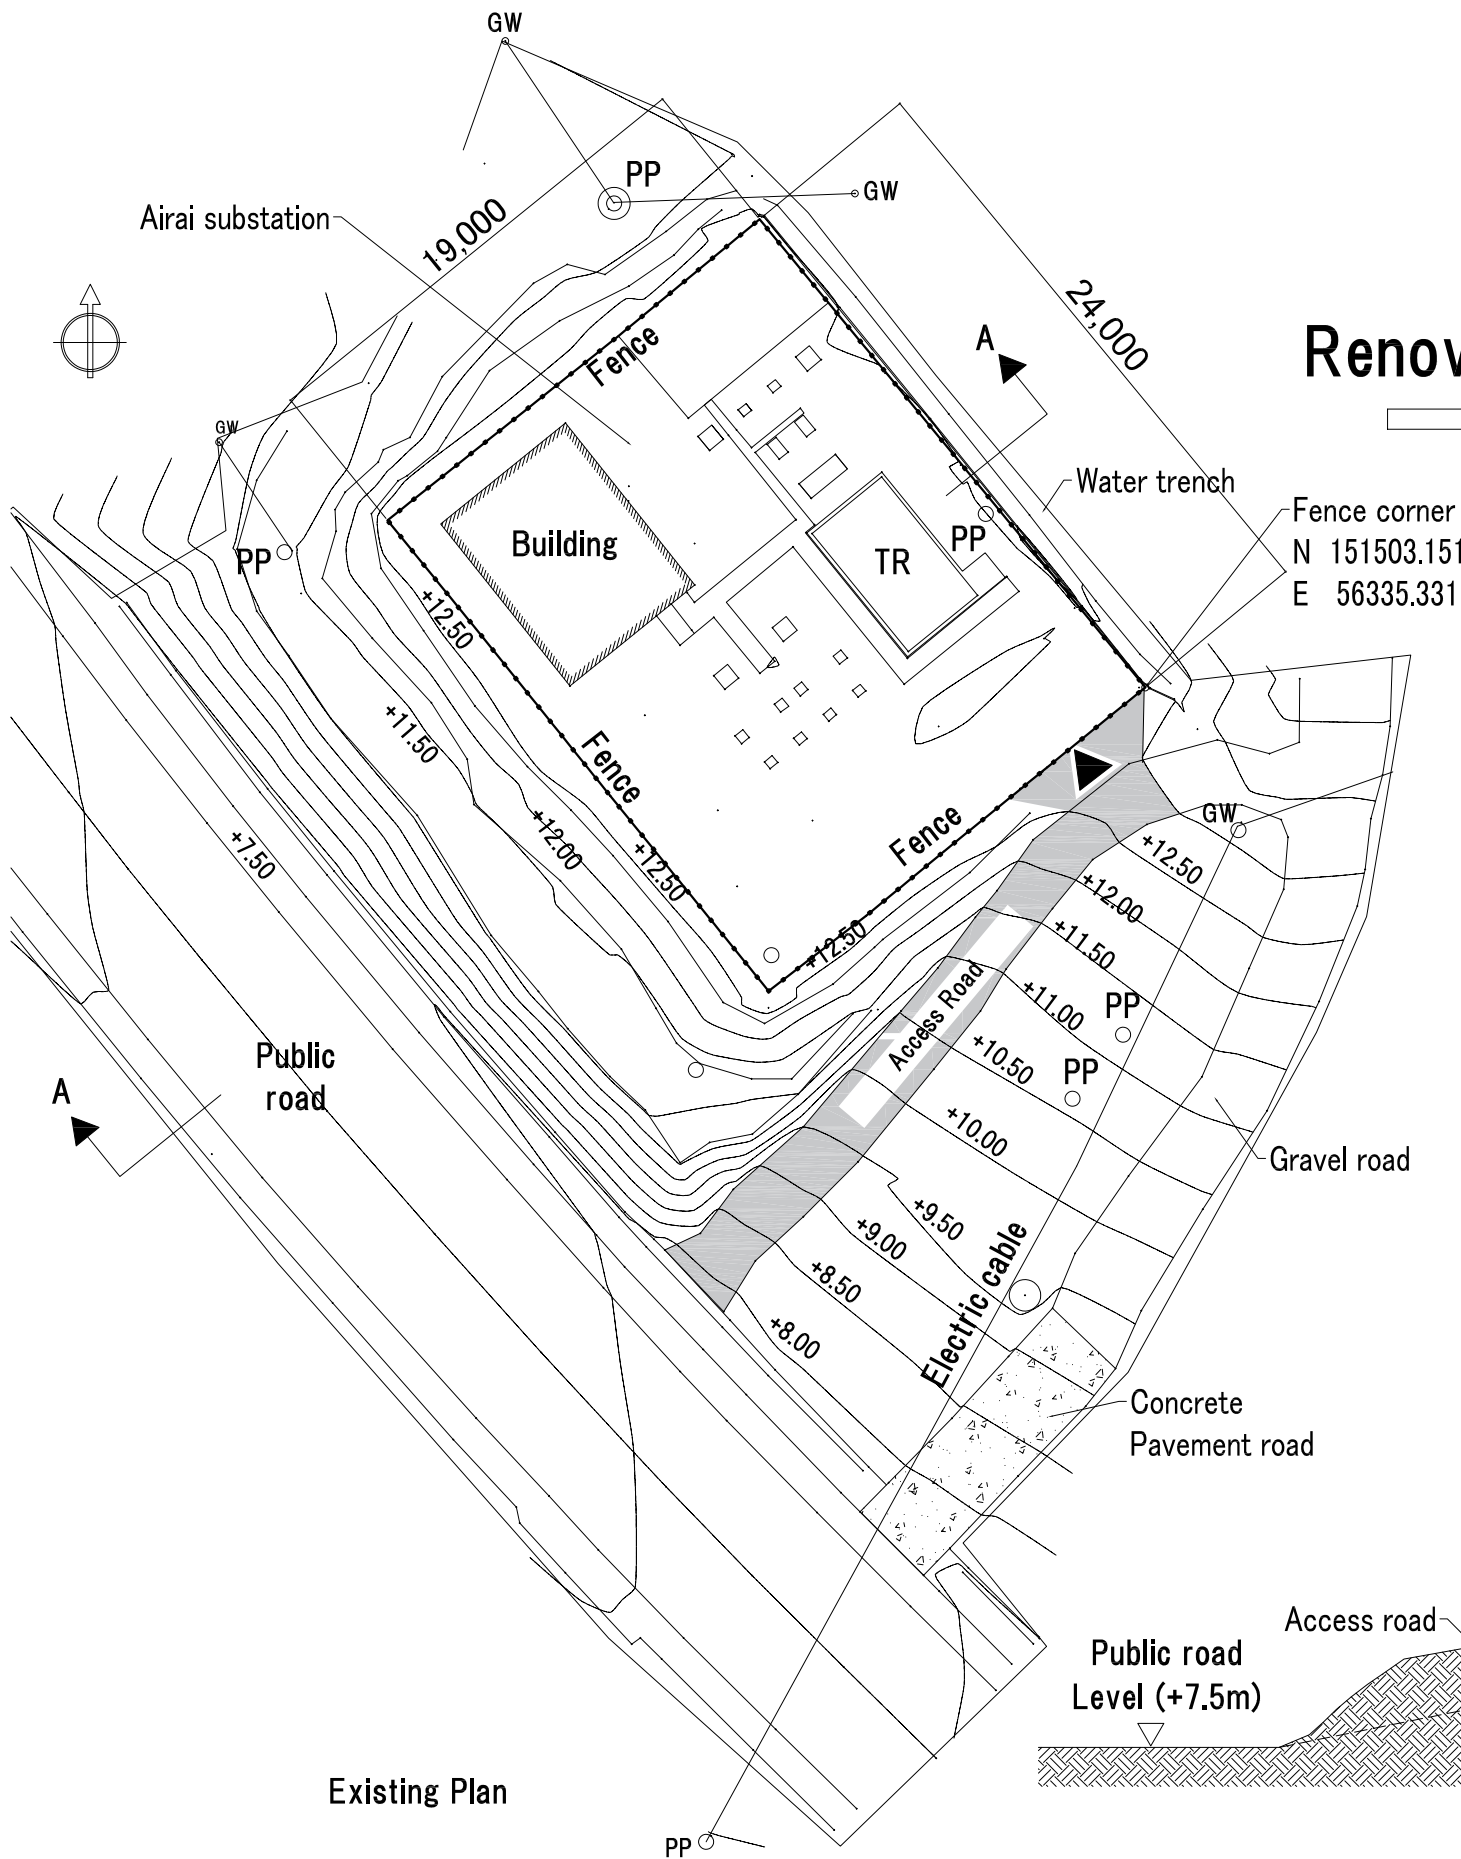 GW
PP
GW
Airai substation
19,000
24,000
Renov
Fence
A
GW
PP
Building
Water trench
PP
TR
Fence corner
N 151503.151
E 56335.331
+12.50
+11.50
Fence
+12.00
+12.50
+7.50
Fence
GW
+12.50
+12.00
+11.50
+12.50
+11.00
PP
Access Road
+10.50
PP
Public
road
A
+10.00
Gravel road
+9.50
+9.00
+8.50
+8.00
Electric cable
Concrete
Pavement road
Access road
Public road
Level (+7.5m)
Existing Plan
PP